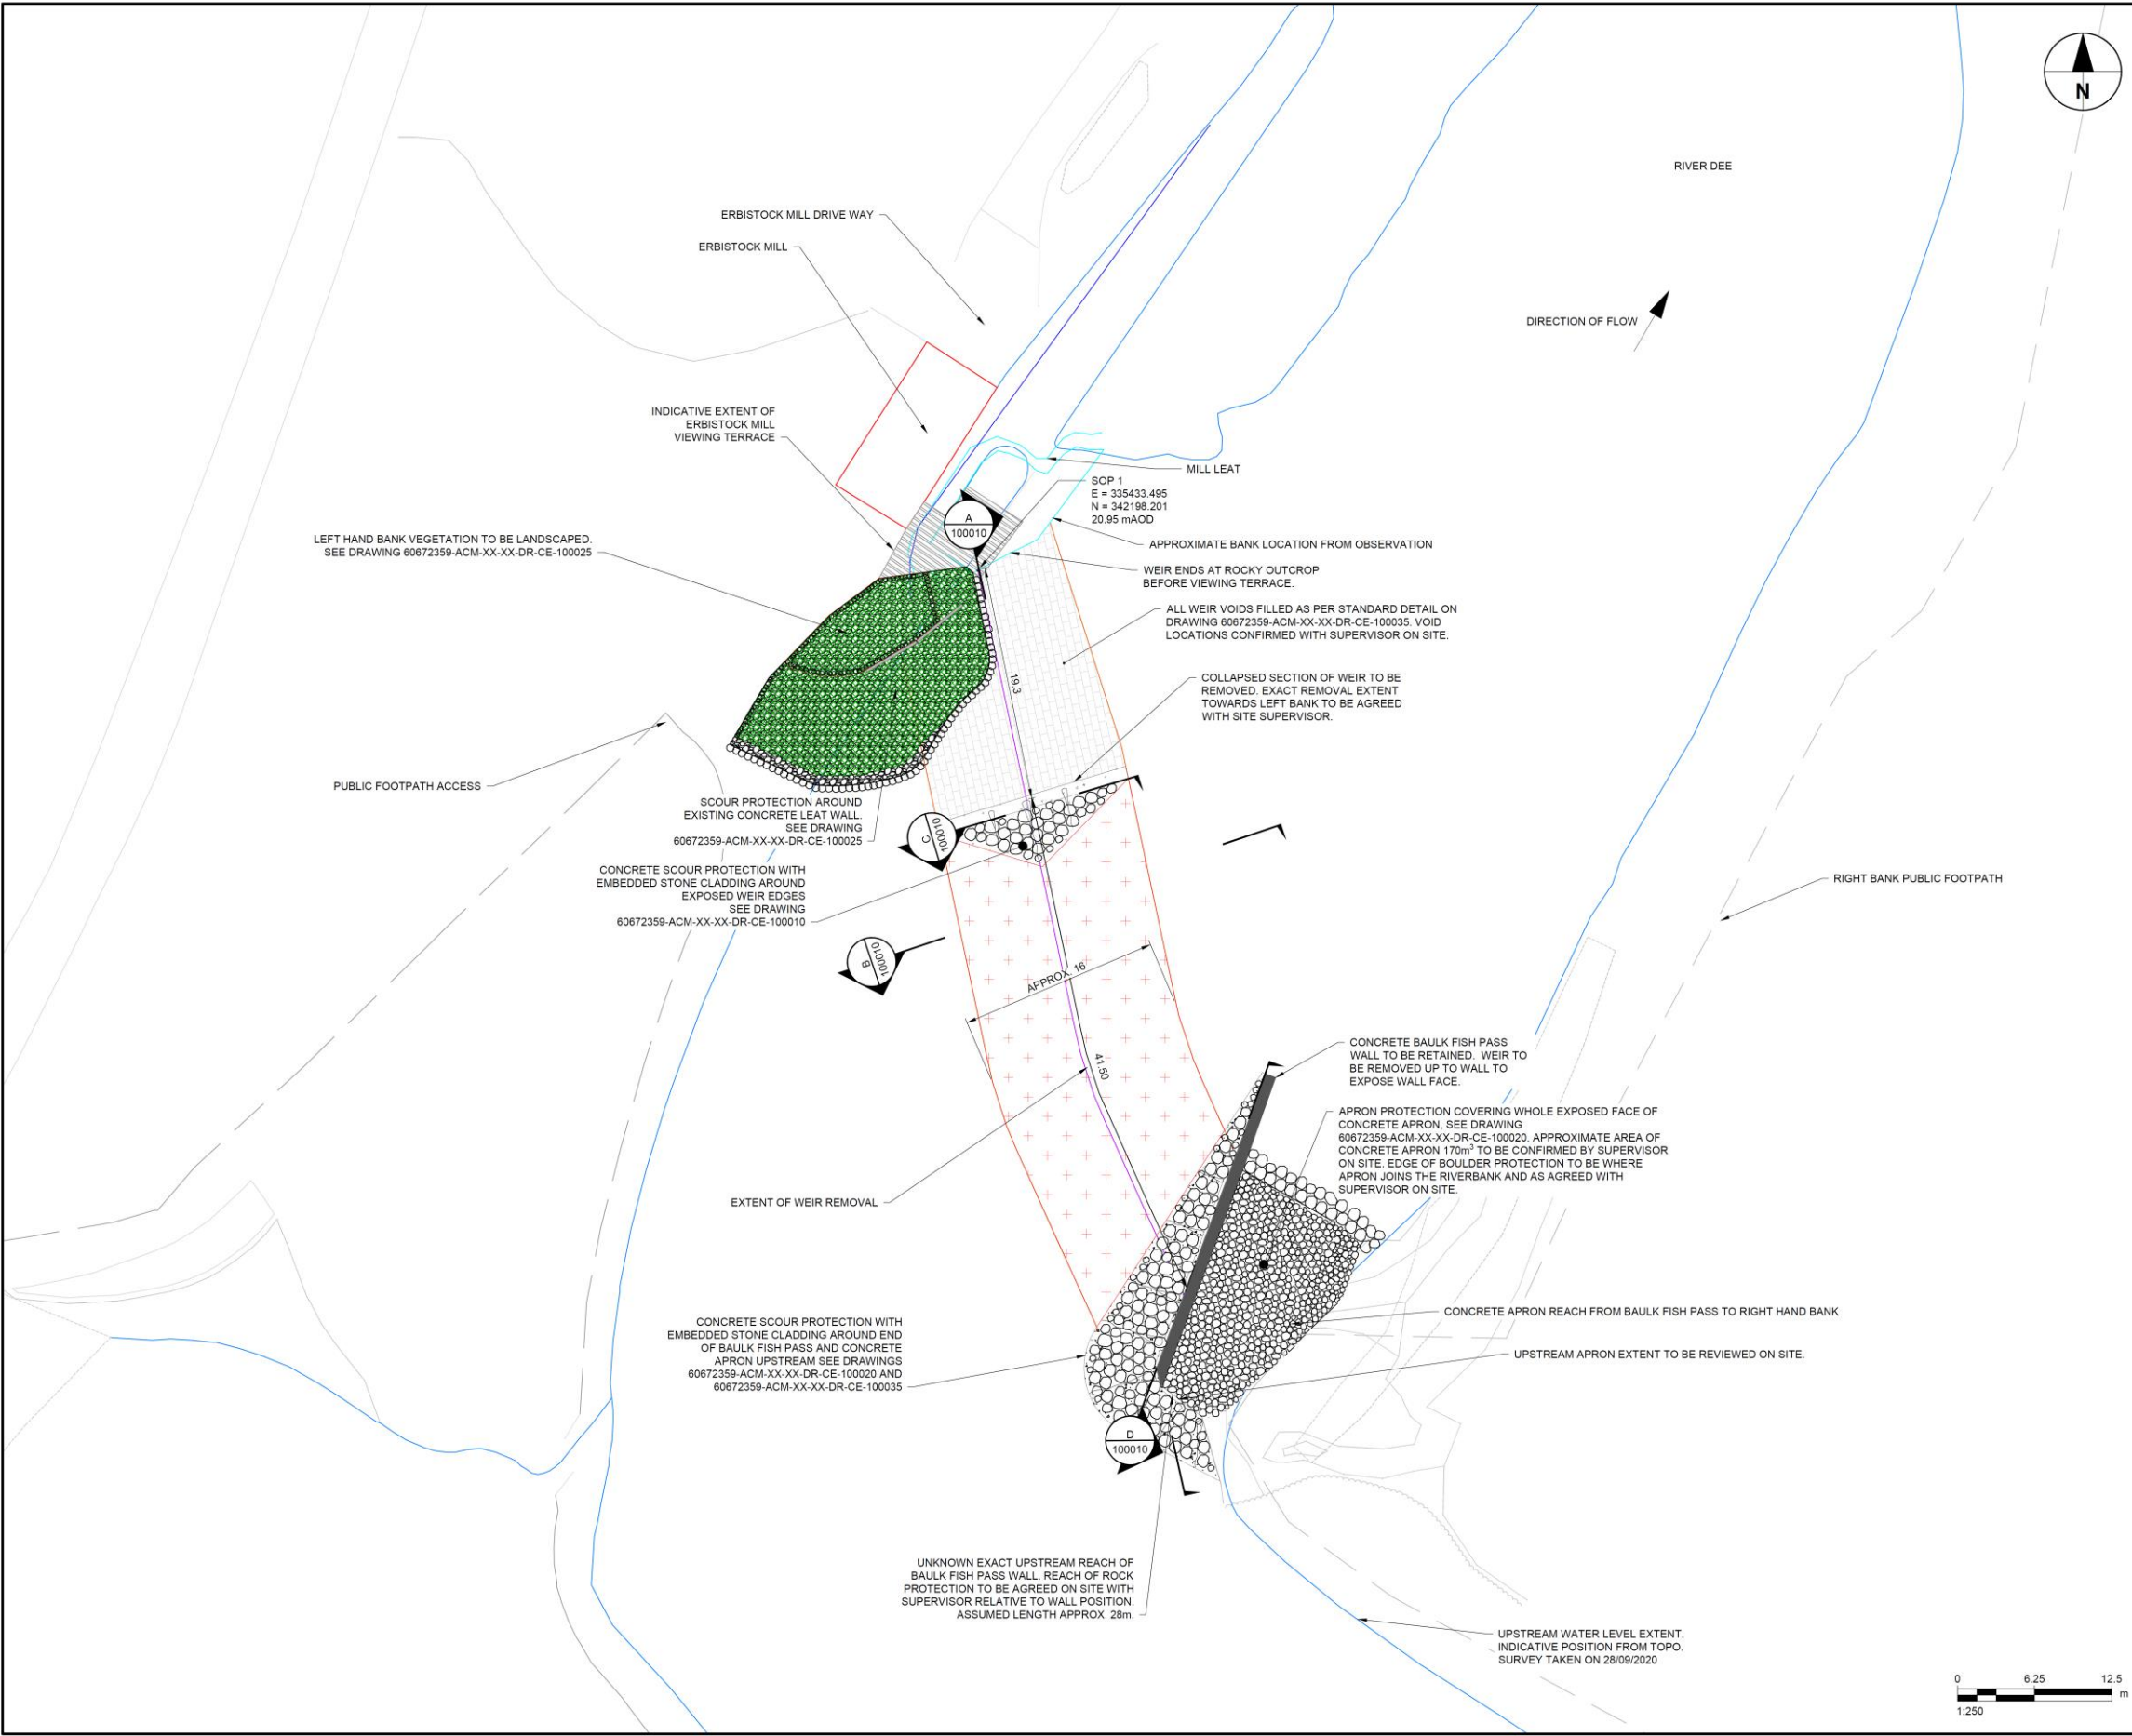 N
RIVER DEE
ERBISTOCK MILL DRIVE WAY
ERBISTOCK MILL
DIRECTION OF FLOW
INDICATIVE EXTENT OF
ERBISTOCK MILL
VIEWING TERRACE
MILL LEAT
SOP 1
E = 335433.495
N = 342198.201
20.95 mAOD
A
100010
LEFT HAND BANK VEGETATION TO BE LANDSCAPED.
SEE DRAWING 60672359-ACM-XX-XX-DR-CE-100025
APPROXIMATE BANK LOCATION FROM OBSERVATION
WEIR ENDS AT ROCKY OUTCROP
BEFORE VIEWING TERRACE.
ALL WEIR VOIDS FILLED AS PER STANDARD DETAIL ON
DRAWING 60672359-ACM-XX-XX-DR-CE-100035. VOID
LOCATIONS CONFIRMED WITH SUPERVISOR ON SITE.
19.3
COLLAPSED SECTION OF WEIR TO BE
REMOVED. EXACT REMOVAL EXTENT
TOWARDS LEFT BANK TO BE AGREED
WITH SITE SUPERVISOR.
PUBLIC FOOTPATH ACCESS
SCOUR PROTECTION AROUND
EXISTING CONCRETE LEAT WALL.
SEE DRAWING
60672359-ACM-XX-XX-DR-CE-100025
C
100010
CONCRETE SCOUR PROTECTION WITH
EMBEDDED STONE CLADDING AROUND
EXPOSED WEIR EDGES
SEE DRAWING
60672359-ACM-XX-XX-DR-CE-100010
RIGHT BANK PUBLIC FOOTPATH
B
100010
APPROX. 16
41.50
CONCRETE BAULK FISH PASS
WALL TO BE RETAINED. WEIR TO
BE REMOVED UP TO WALL TO
EXPOSE WALL FACE.
APRON PROTECTION COVERING WHOLE EXPOSED FACE OF
CONCRETE APRON, SEE DRAWING
60672359-ACM-XX-XX-DR-CE-100020. APPROXIMATE AREA OF
CONCRETE APRON 170m³ TO BE CONFIRMED BY SUPERVISOR
ON SITE. EDGE OF BOULDER PROTECTION TO BE WHERE
APRON JOINS THE RIVERBANK AND AS AGREED WITH
SUPERVISOR ON SITE.
EXTENT OF WEIR REMOVAL
CONCRETE APRON REACH FROM BAULK FISH PASS TO RIGHT HAND BANK
CONCRETE SCOUR PROTECTION WITH
EMBEDDED STONE CLADDING AROUND END
OF BAULK FISH PASS AND CONCRETE
APRON UPSTREAM SEE DRAWINGS
60672359-ACM-XX-XX-DR-CE-100020 AND
60672359-ACM-XX-XX-DR-CE-100035
UPSTREAM APRON EXTENT TO BE REVIEWED ON SITE.
D
100010
UNKNOWN EXACT UPSTREAM REACH OF
BAULK FISH PASS WALL. REACH OF ROCK
PROTECTION TO BE AGREED ON SITE WITH
SUPERVISOR RELATIVE TO WALL POSITION.
ASSUMED LENGTH APPROX. 28m.
UPSTREAM WATER LEVEL EXTENT.
INDICATIVE POSITION FROM TOPO.
SURVEY TAKEN ON 28/09/2020
0 6.25 12.5
m
1:250